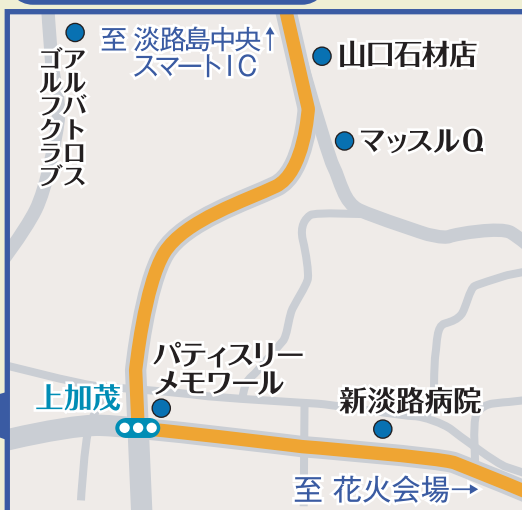 至 淡路島中央↑
スマートIC
アルバトロス
ゴルフクラブ
山口石材店
マッスルQ
パティスリー
メモワール
上加茂
新淡路病院
至 花火会場→